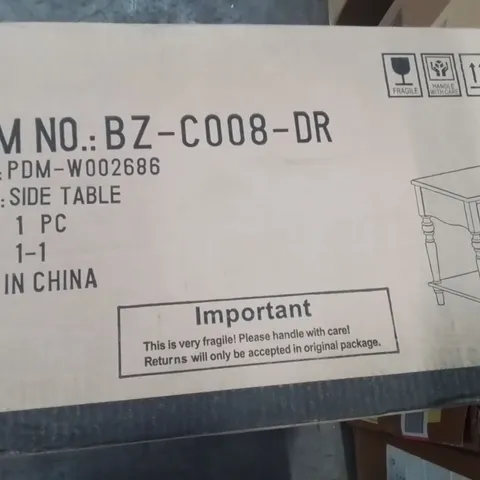 M NO.: BZ-C008-DR
: PDM-W002686
: SIDE TABLE
1 PC
1-1
IN CHINA
FRAGILE
HANDLE WITH CARE
Important
This is very fragile! Please handle with care!
Returns will only be accepted in original package.